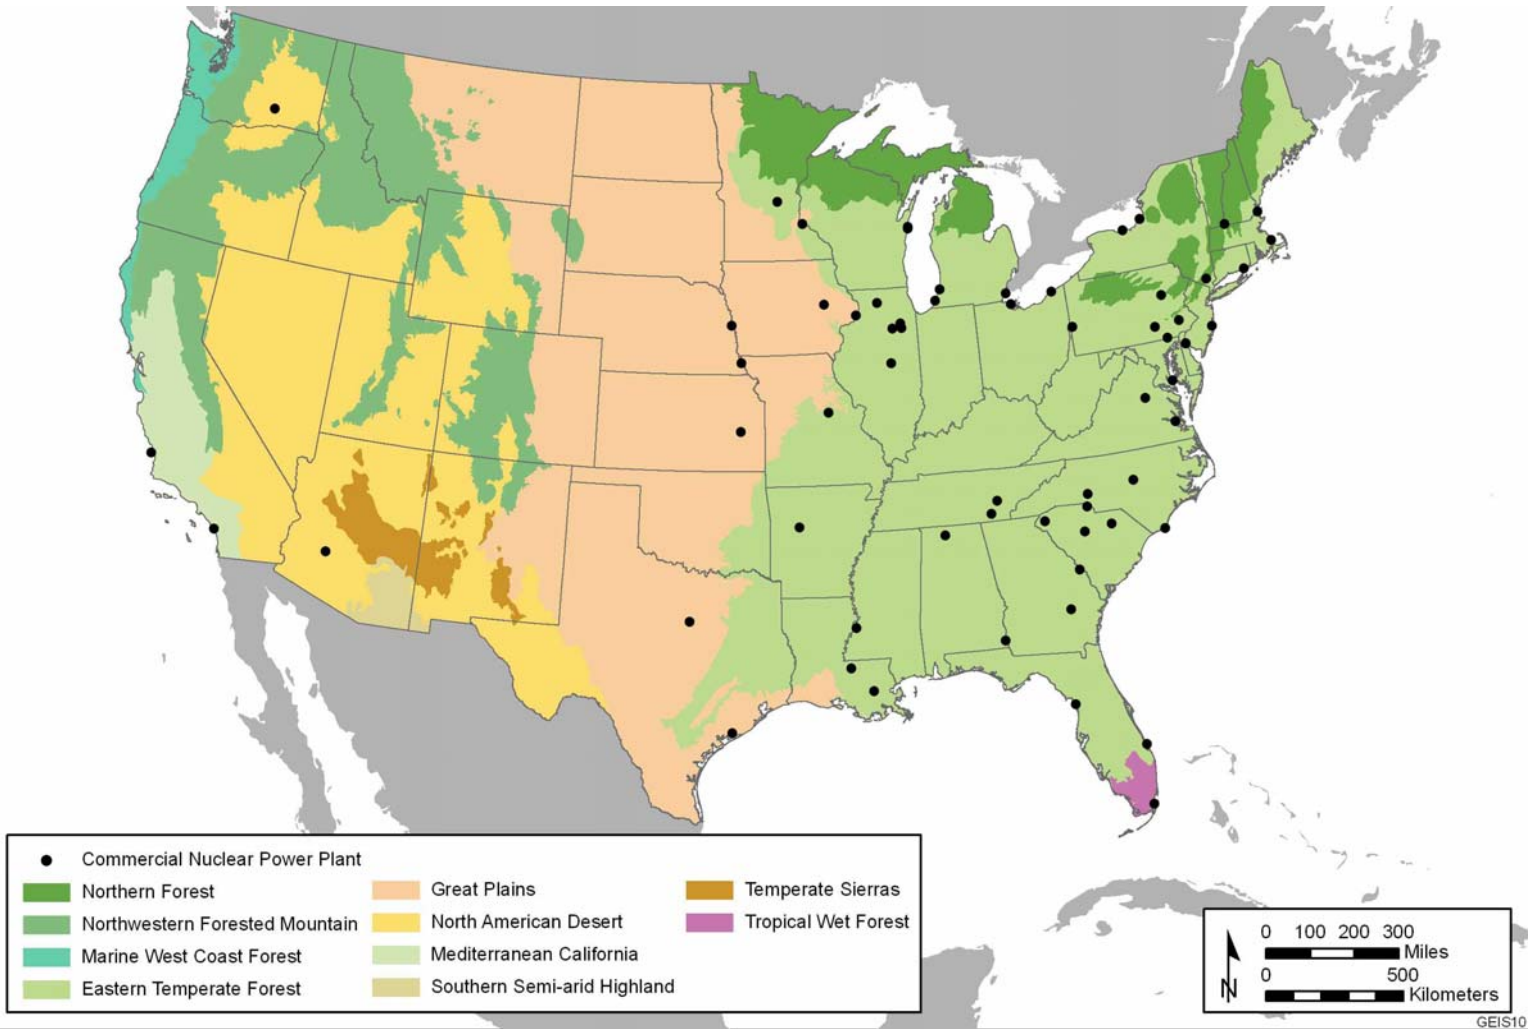 Commercial Nuclear Power Plant
Northern Forest
Northwestern Forested Mountain
Marine West Coast Forest
Eastern Temperate Forest
Great Plains
North American Desert
Mediterranean California
Southern Semi-arid Highland
Temperate Sierras
Tropical Wet Forest
N
0 100 200 300
Miles
0 500
Kilometers
GEIS10